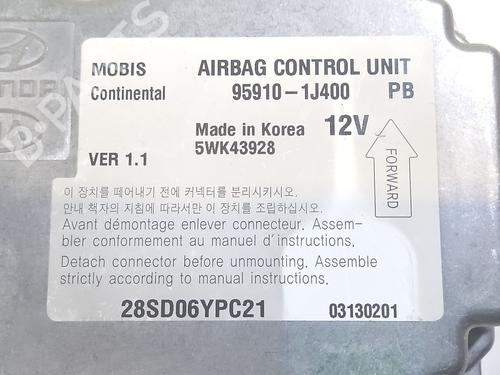 MOBIS AIRBAG CONTROL UNIT
Continental 95910-1J400 PB
Made in Korea 12V
VER 1.1 5WK43928
FORWARD
이 장치를 떼어내기 전에 커넥터를 분리시키시오.
안내 책자의 지침에 따라서만 이 장치를 조립하십시오.
Avant démontage enlever connecteur. Assem-
bler conformement au manuel d'instructions.
Detach connector before unmounting. Assemble
strictly according to manual instructions.
28SD06YPC21 03130201